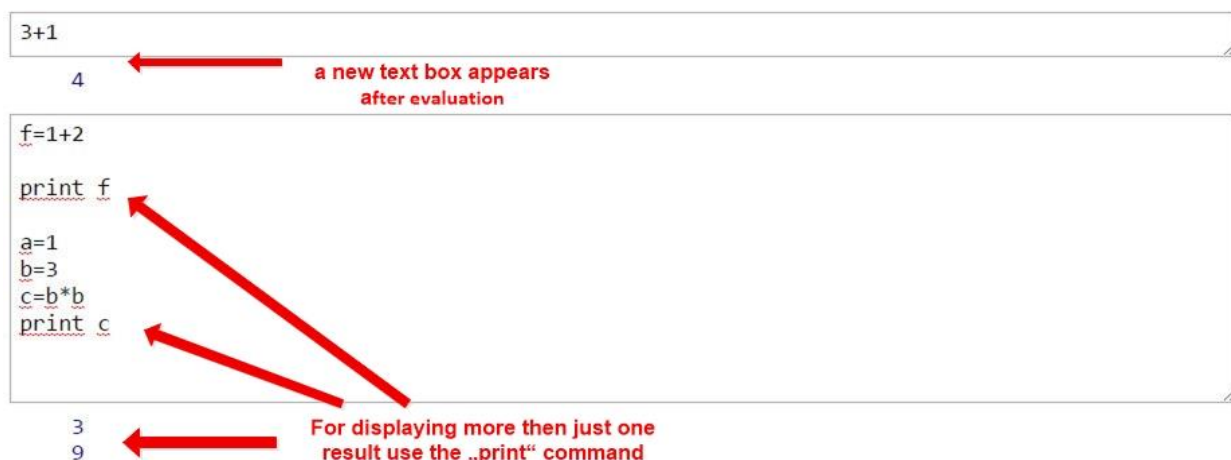 3+1
4
a new text box appears
after evaluation
f=1+2
print f
a=1
b=3
c=b*b
print c
3
9
For displaying more then just one
result use the „print“ command